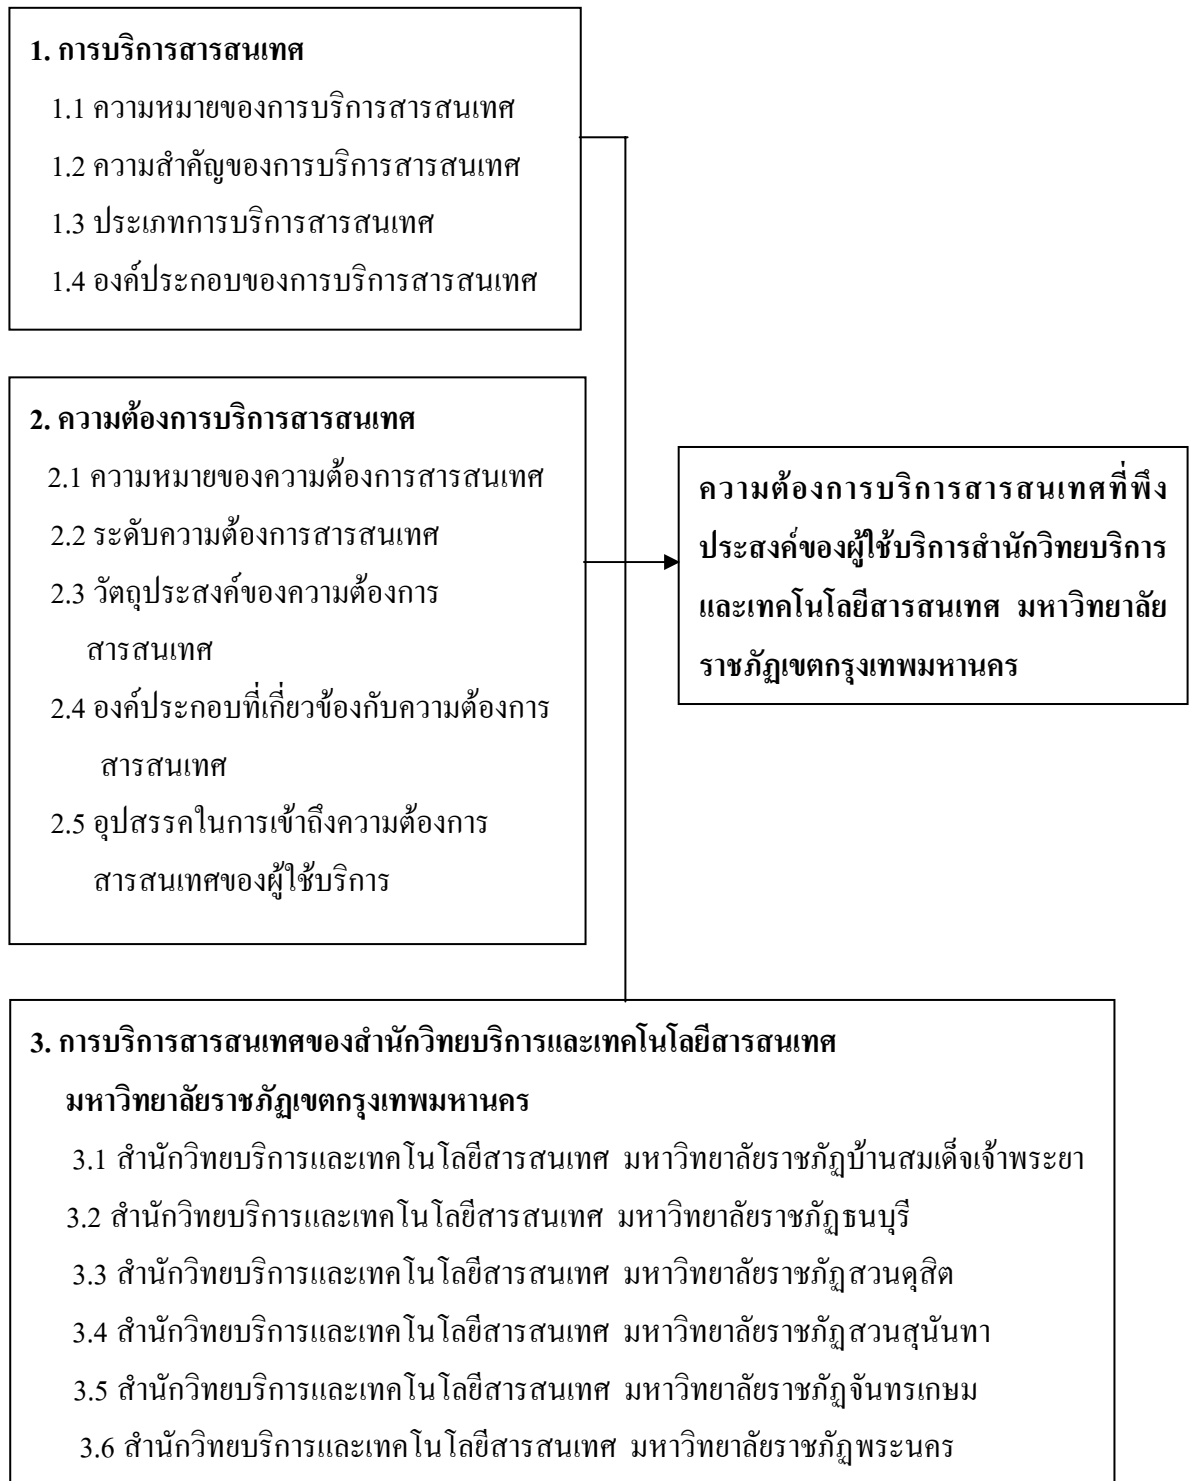 1. การบริการสารสนเทศ
1.1 ความหมายของการบริการสารสนเทศ
1.2 ความสำคัญของการบริการสารสนเทศ
1.3 ประเภทการบริการสารสนเทศ
1.4 องค์ประกอบของการบริการสารสนเทศ
2. ความต้องการบริการสารสนเทศ
2.1 ความหมายของความต้องการสารสนเทศ
2.2 ระดับความต้องการสารสนเทศ
2.3 วัตถุประสงค์ของความต้องการ
สารสนเทศ
2.4 องค์ประกอบที่เกี่ยวข้องกับความต้องการ
สารสนเทศ
2.5 อุปสรรคในการเข้าถึงความต้องการ
สารสนเทศของผู้ใช้บริการ
ความต้องการบริการสารสนเทศที่พึง
ประสงค์ของผู้ใช้บริการสำนักวิทยบริการ
และเทคโนโลยีสารสนเทศ มหาวิทยาลัย
ราชภัฏเขตกรุงเทพมหานคร
3. การบริการสารสนเทศของสำนักวิทยบริการและเทคโนโลยีสารสนเทศ
มหาวิทยาลัยราชภัฏเขตกรุงเทพมหานคร
3.1 สำนักวิทยบริการและเทคโนโลยีสารสนเทศ มหาวิทยาลัยราชภัฏบ้านสมเด็จเจ้าพระยา
3.2 สำนักวิทยบริการและเทคโนโลยีสารสนเทศ มหาวิทยาลัยราชภัฏธนบุรี
3.3 สำนักวิทยบริการและเทคโนโลยีสารสนเทศ มหาวิทยาลัยราชภัฏสวนดุสิต
3.4 สำนักวิทยบริการและเทคโนโลยีสารสนเทศ มหาวิทยาลัยราชภัฏสวนสุนันทา
3.5 สำนักวิทยบริการและเทคโนโลยีสารสนเทศ มหาวิทยาลัยราชภัฏจันทรเกษม
3.6 สำนักวิทยบริการและเทคโนโลยีสารสนเทศ มหาวิทยาลัยราชภัฏพระนคร